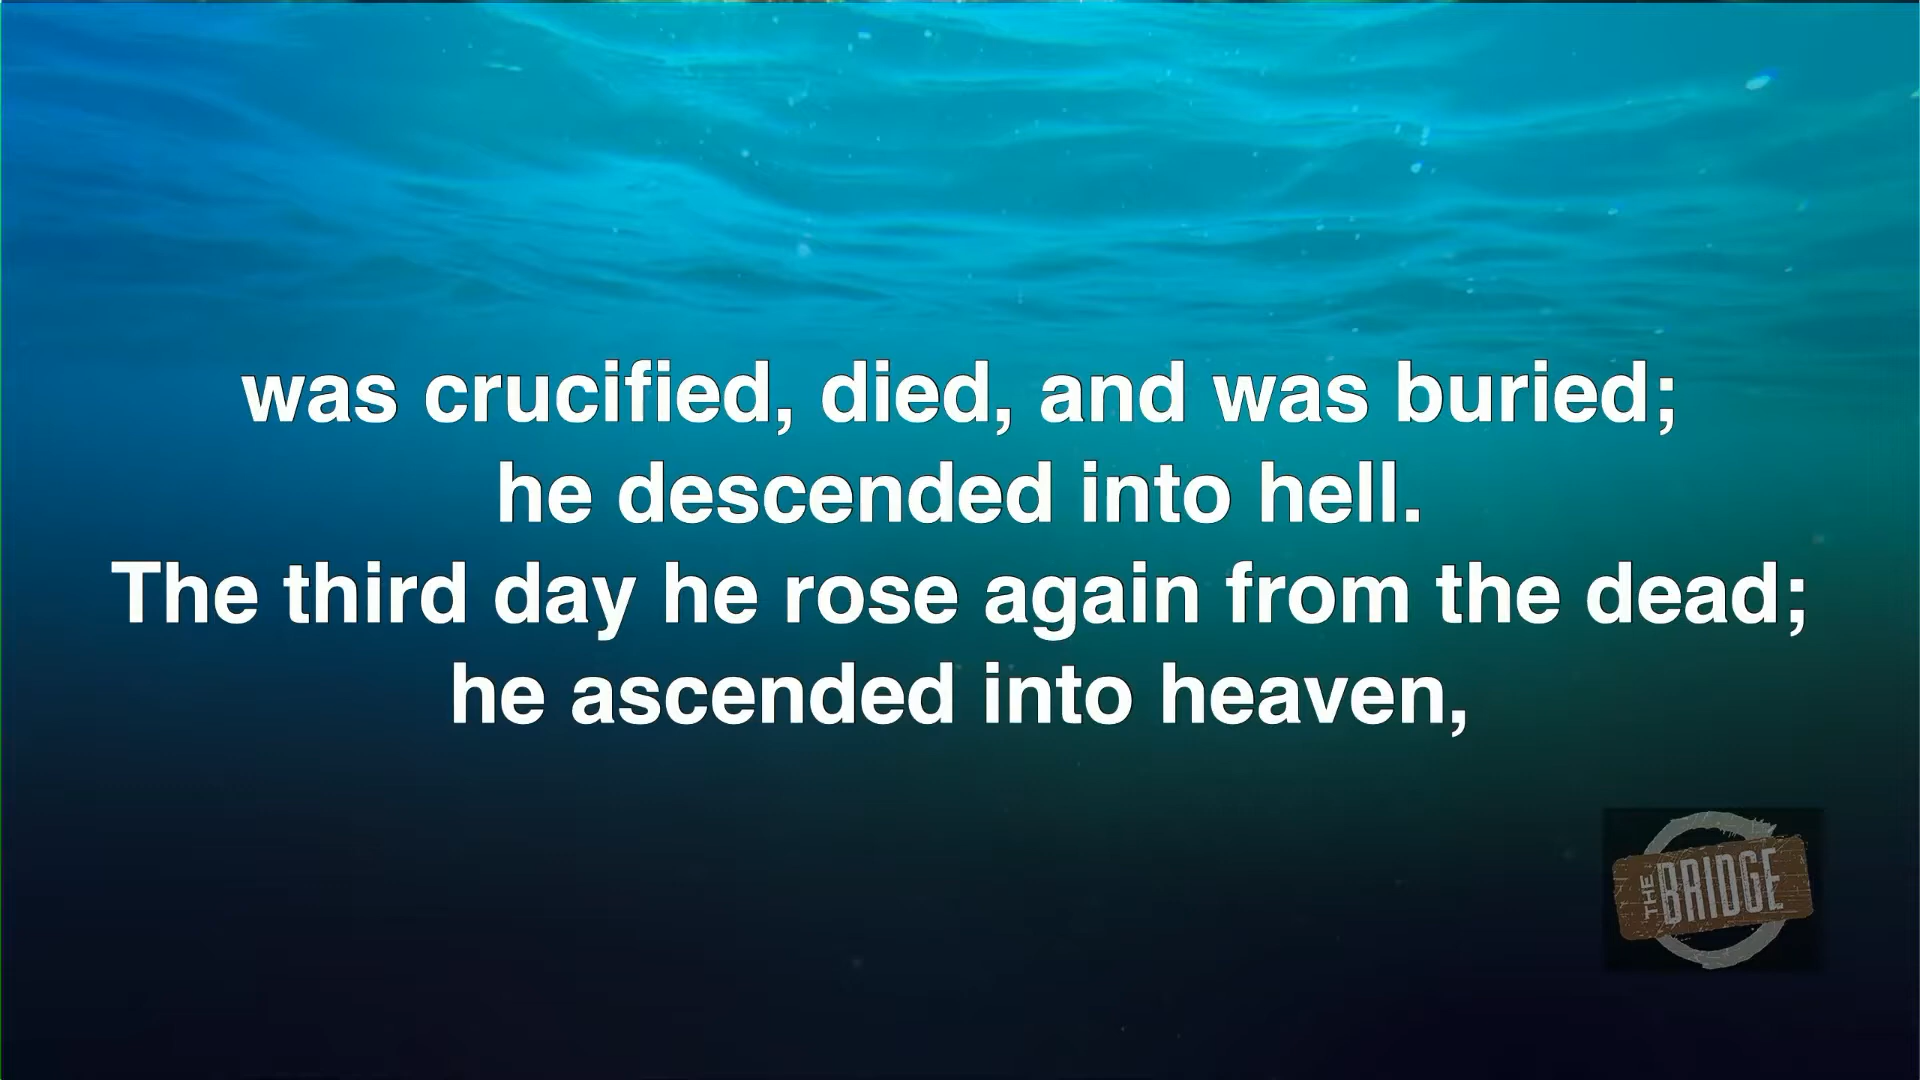 was crucified, died, and was buried;
he descended into hell.
The third day he rose again from the dead;
he ascended into heaven,
THE BRIDGE